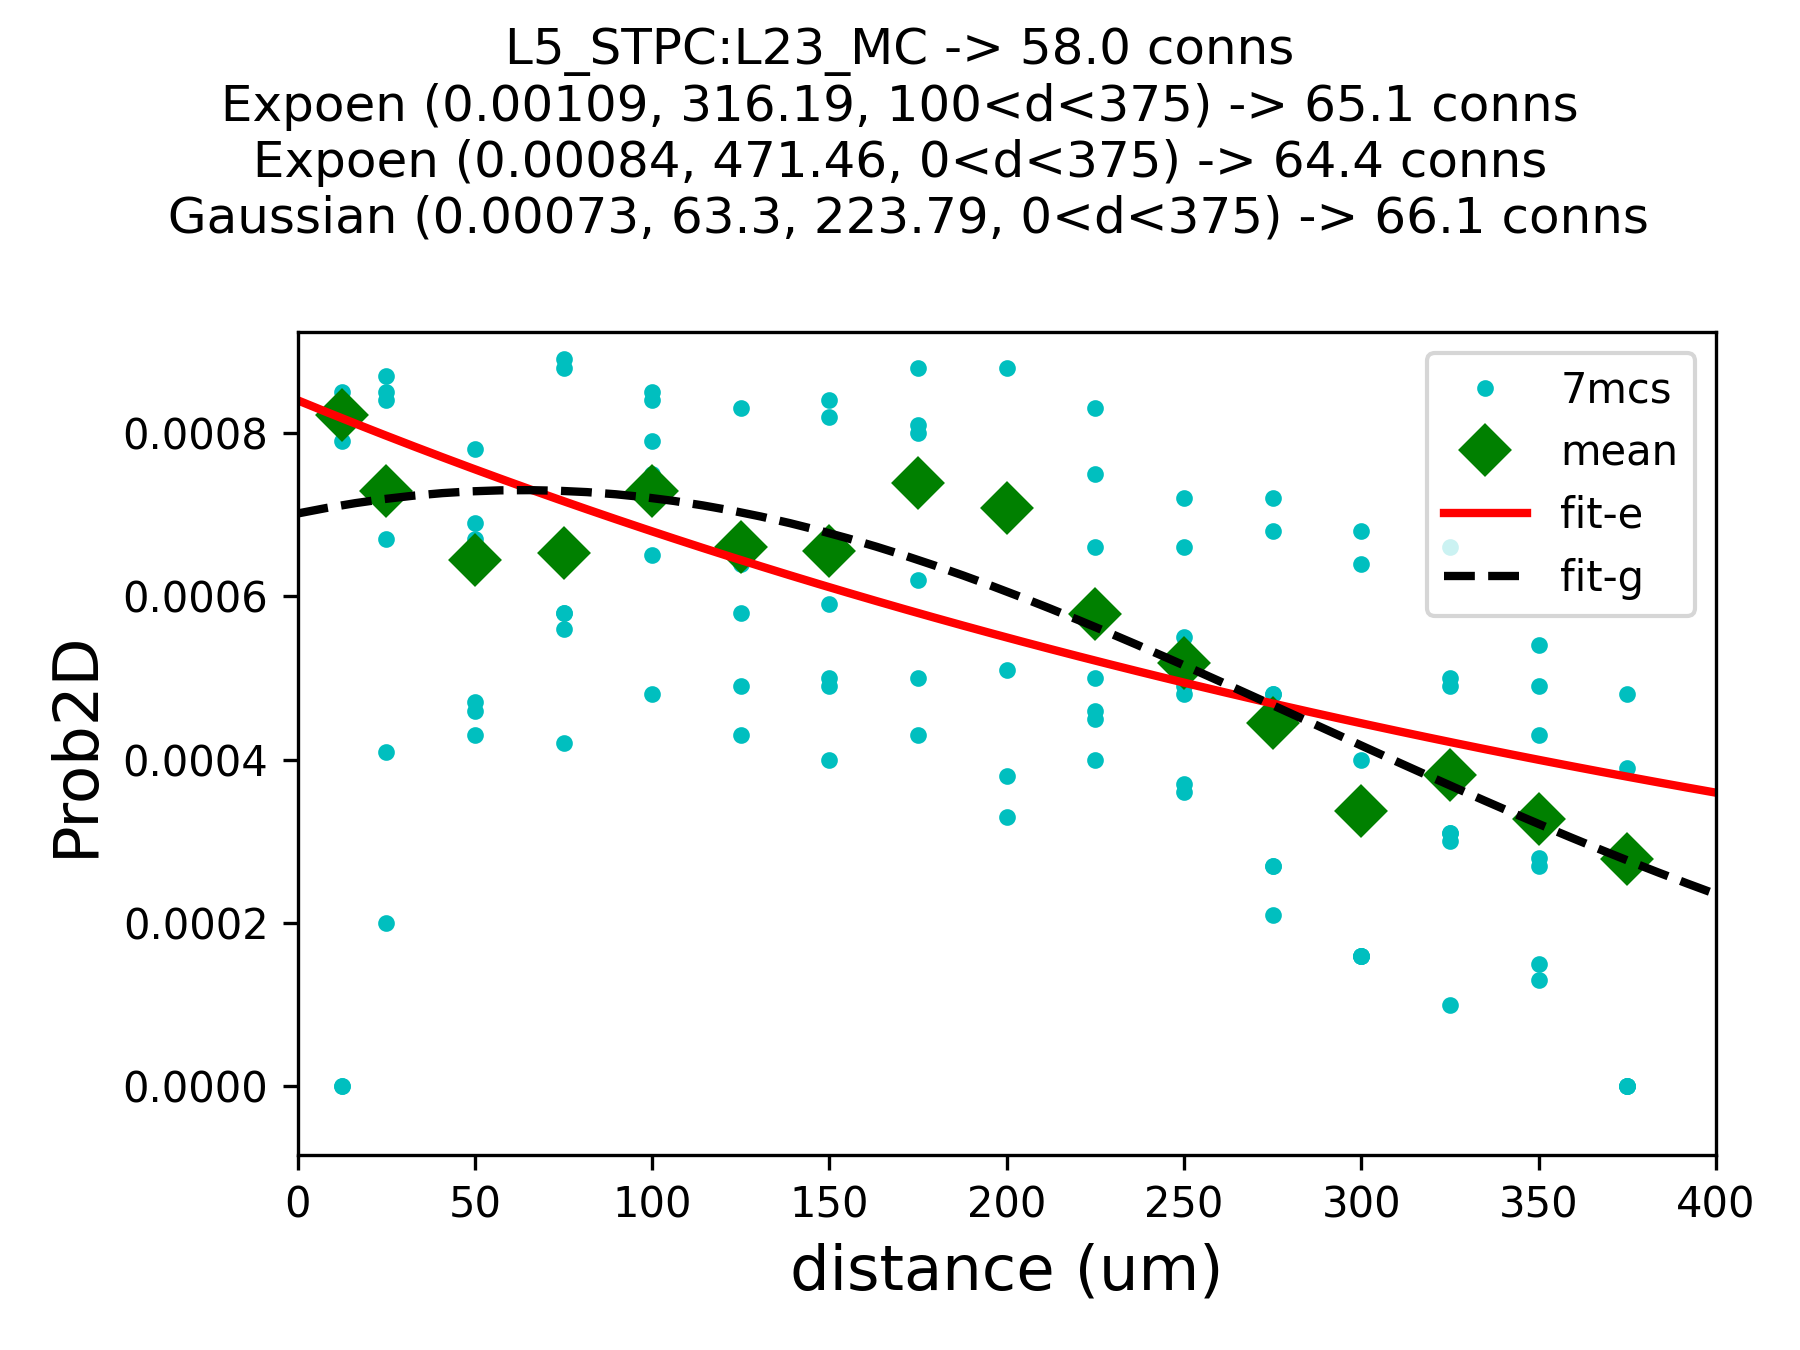 L5_STPC:L23_MC -> 58.0 conns
Expoen (0.00109, 316.19, 100<d<375) -> 65.1 conns
Expoen (0.00084, 471.46, 0<d<375) -> 64.4 conns
Gaussian (0.00073, 63.3, 223.79, 0<d<375) -> 66.1 conns
7mcs
mean
fit-e
fit-g
Prob2D
0.0008
0.0006
0.0004
0.0002
0.0000
0 50 100 150 200 250 300 350 400
distance (um)